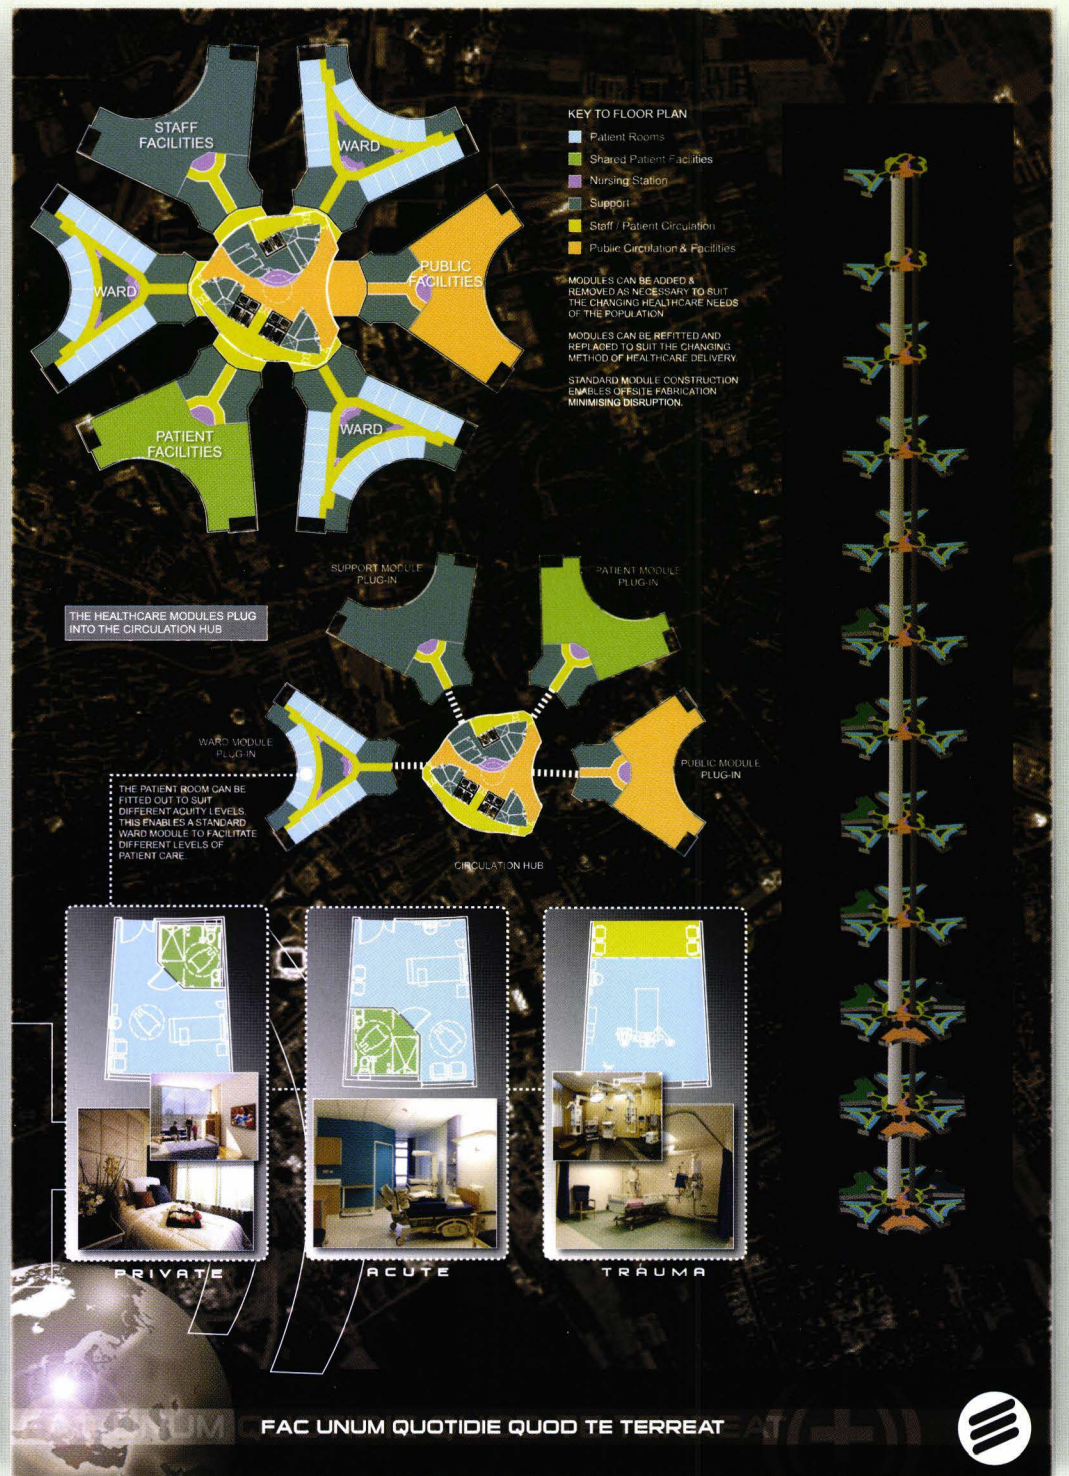 STAFF
FACILITIES
WARD
WARD
PUBLIC
FACILITIES
PATIENT
FACILITIES
WARD
KEY TO FLOOR PLAN
Patient Rooms
Shared Patient Facilities
Nursing Station
Support
Staff / Patient Circulation
Public Circulation & Facilities
MODULES CAN BE ADDED &
REMOVED AS NECESSARY TO SUIT
THE CHANGING HEALTHCARE NEEDS
OF THE POPULATION
MODULES CAN BE REFITTED AND
REPLACED TO SUIT THE CHANGING
METHOD OF HEALTHCARE DELIVERY.
STANDARD MODULE CONSTRUCTION
ENABLES OFFSITE FABRICATION
MINIMISING DISRUPTION.
THE HEALTHCARE MODULES PLUG
INTO THE CIRCULATION HUB
SUPPORT MODULE
PLUG-IN
PATIENT MODULE
PLUG-IN
WARD MODULE
PLUG-IN
PUBLIC MODULE
PLUG-IN
CIRCULATION HUB
THE PATIENT ROOM CAN BE
FITTED OUT TO SUIT
DIFFERENT ACUITY LEVELS.
THIS ENABLES A STANDARD
WARD MODULE TO FACILITATE
DIFFERENT LEVELS OF
PATIENT CARE.
PRIVATE
ACUTE
TRAUMA
FAC UNUM QUOTIDIE QUOD TE TERREAT